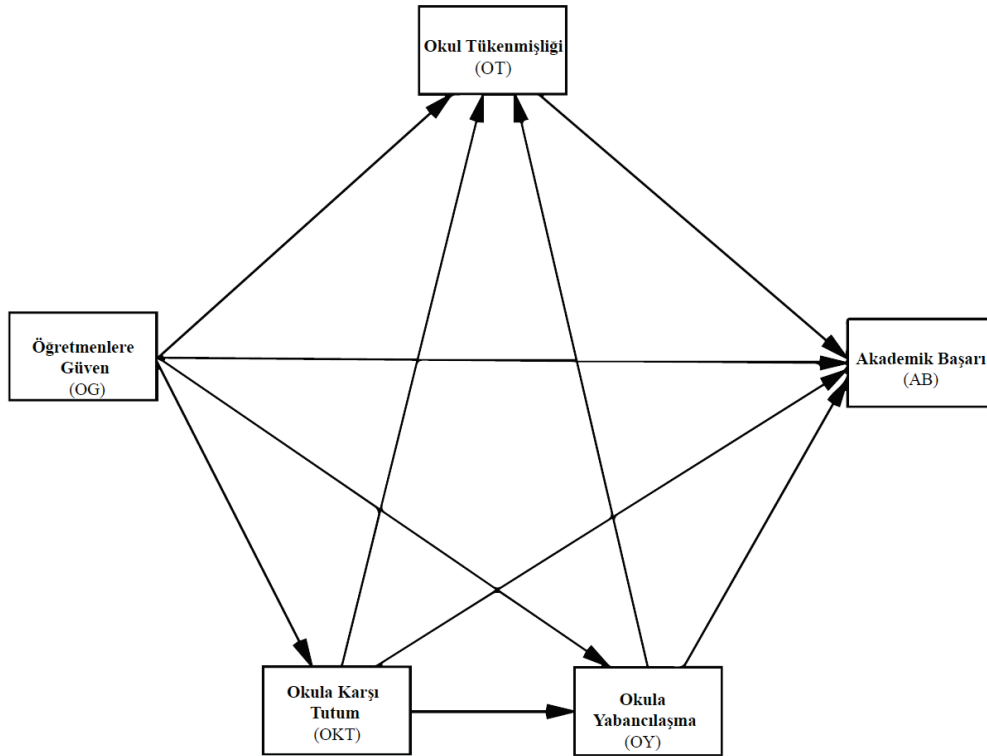 Okul Tükenmişliği
(OT)
Öğretmenlere
Güven
(OG)
Akademik Başarı
(AB)
Okula Karşı
Tutum
(OKT)
Okula
Yabancılaşma
(OY)